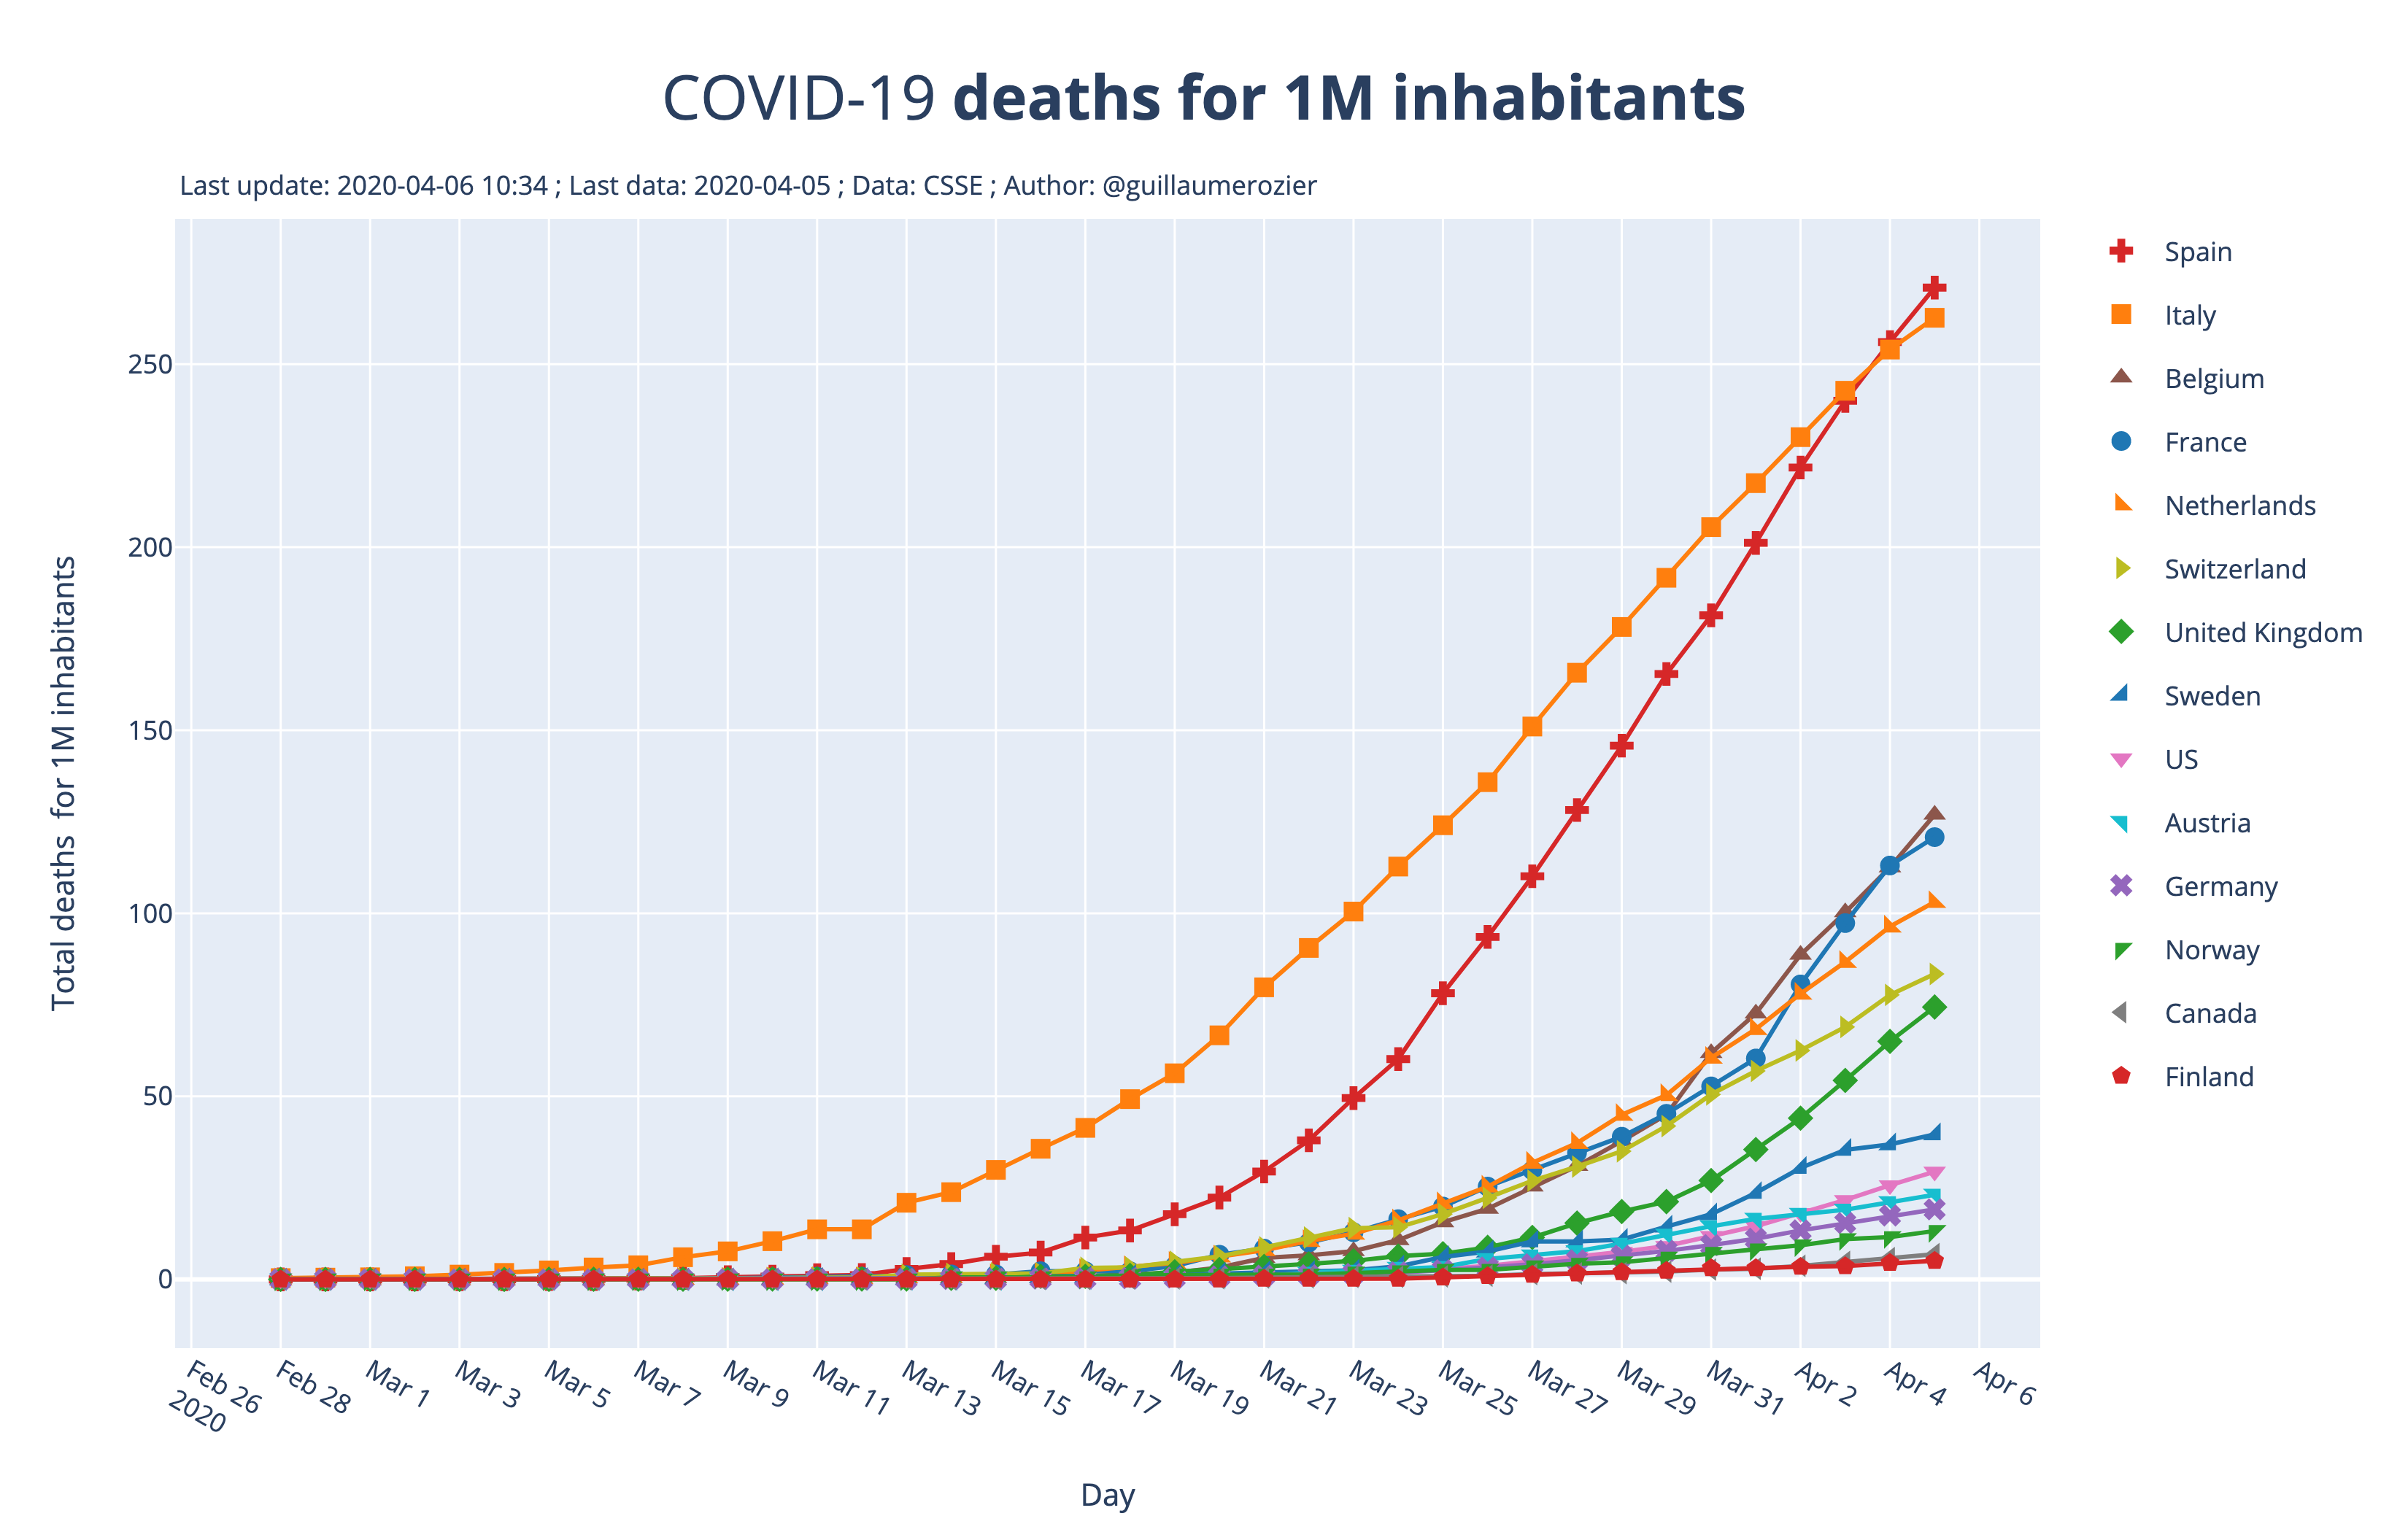 COVID-19 deaths for 1M inhabitants
Last update: 2020-04-06 10:34 ; Last data: 2020-04-05 ; Data: CSSE ; Author: @guillaumerozier
Total deaths for 1M inhabitants
250
200
150
100
50
0
Feb 26
2020
Feb 28
Mar 1
Mar 3
Mar 5
Mar 7
Mar 9
Mar 11
Mar 13
Mar 15
Mar 17
Mar 19
Mar 21
Mar 23
Mar 25
Mar 27
Mar 29
Mar 31
Apr 2
Apr 4
Apr 6
Day
Spain
Italy
Belgium
France
Netherlands
Switzerland
United Kingdom
Sweden
US
Austria
Germany
Norway
Canada
Finland